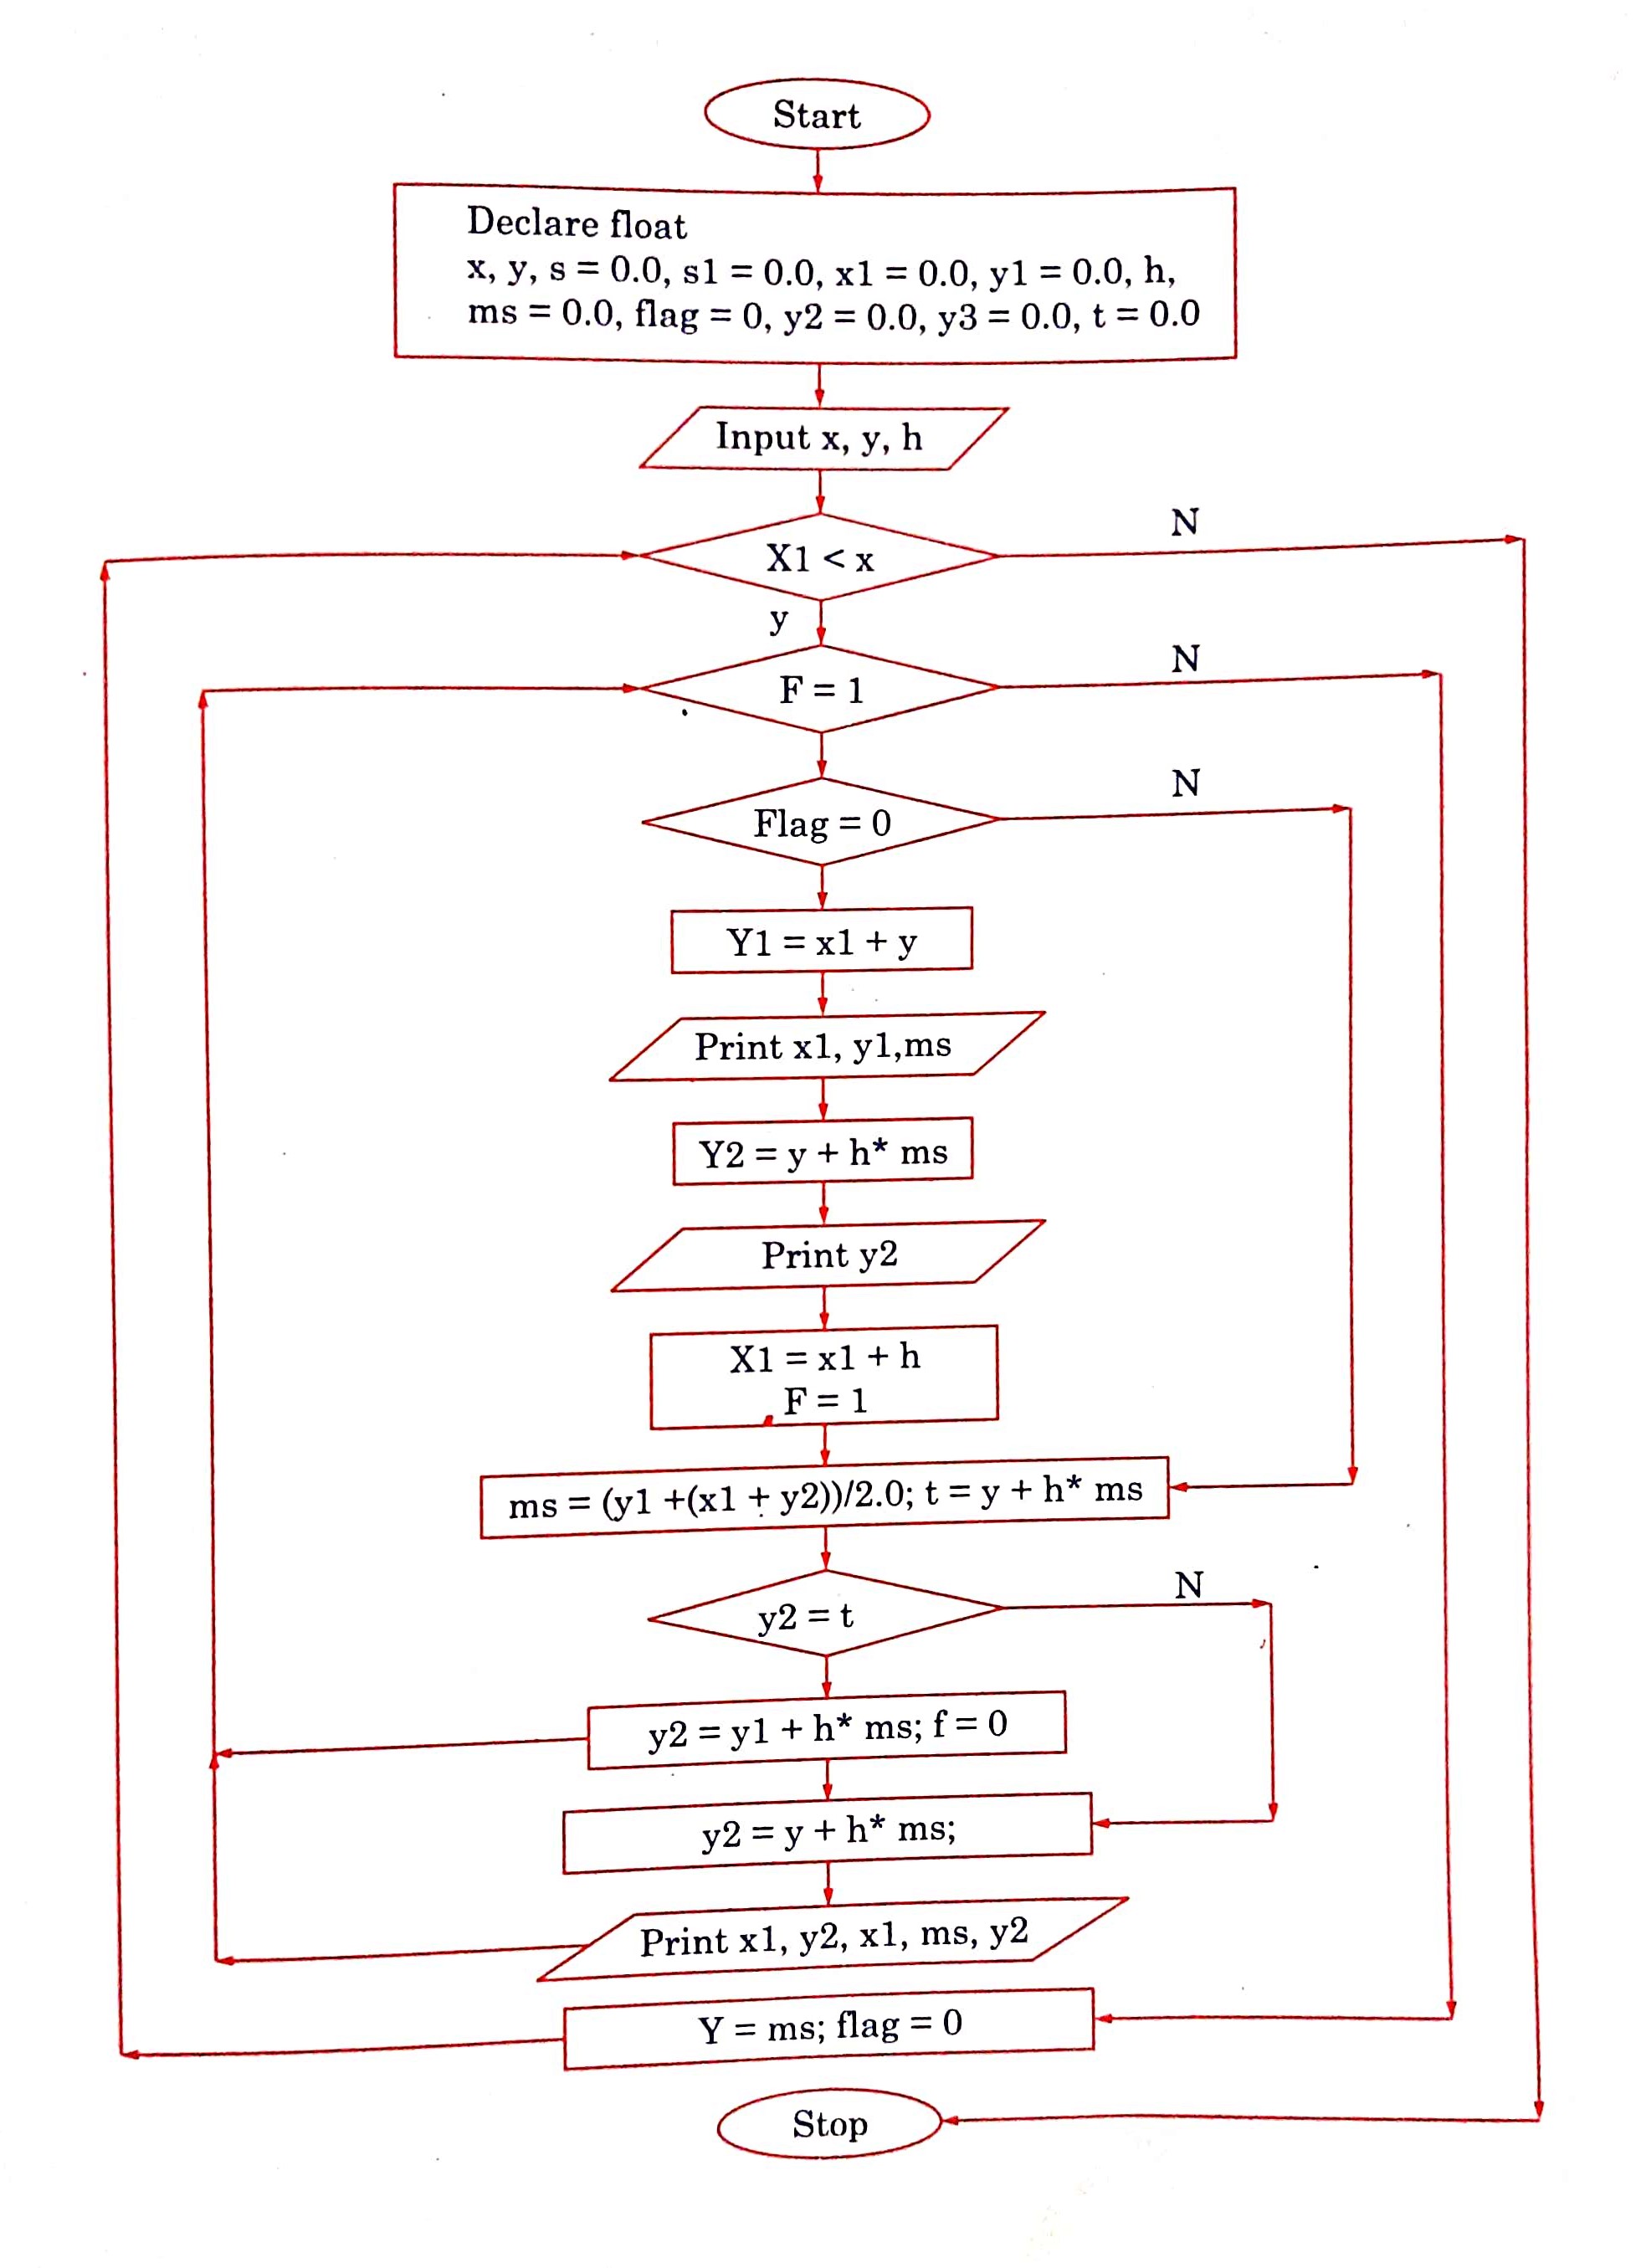 Start
Declare float
x, y, s = 0.0, s1 = 0.0, x1 = 0.0, y1 = 0.0, h,
ms = 0.0, flag = 0, y2 = 0.0, y3 = 0.0, t = 0.0
Input x, y, h
X1 < x
N
y
F = 1
N
Flag = 0
N
Y1 = x1 + y
Print x1, y1,ms
Y2 = y + h* ms
Print y2
X1 = x1 + h
F = 1
ms = (y1 +(x1 + y2))/2.0; t = y + h* ms
y2 = t
N
y2 = y1 + h* ms; f = 0
y2 = y + h* ms;
Print x1, y2, x1, ms, y2
Y = ms; flag = 0
Stop